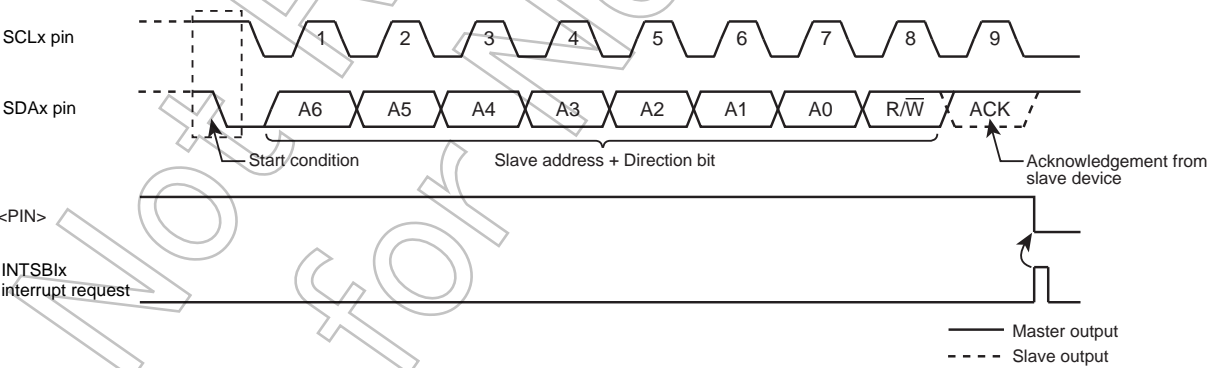 SCLx pin
1 2 3 4 5 6 7 8 9
SDAx pin
A6 A5 A4 A3 A2 A1 A0 R/W̅ ACK
Start condition
Slave address + Direction bit
Acknowledgement from
slave device
<PIN>
INTSBIx
interrupt request
Master output
Slave output
Not
for